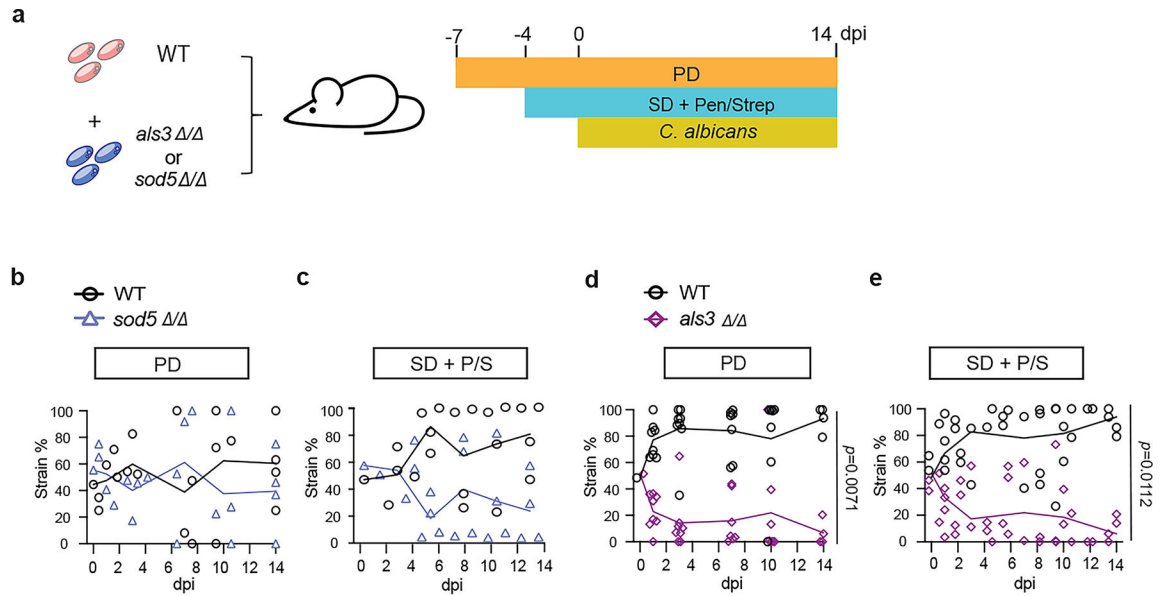 a
WT
+
als3 Δ/Δ
or
sod5Δ/Δ
-7 -4 0 14 dpi
PD
SD + Pen/Strep
C. albicans
b
WT
sod5 Δ/Δ
PD
Strain %
100
80
60
40
20
0
0 2 4 6 8 10 12 14
dpi
c
SD + P/S
Strain %
100
80
60
40
20
0
0 2 4 6 8 10 12 14
dpi
d
WT
als3 Δ/Δ
PD
Strain %
100
80
60
40
20
0
0 2 4 6 8 10 12 14
dpi
p=0.0071
e
SD + P/S
Strain %
100
80
60
40
20
0
0 2 4 6 8 10 12 14
dpi
p=0.0112